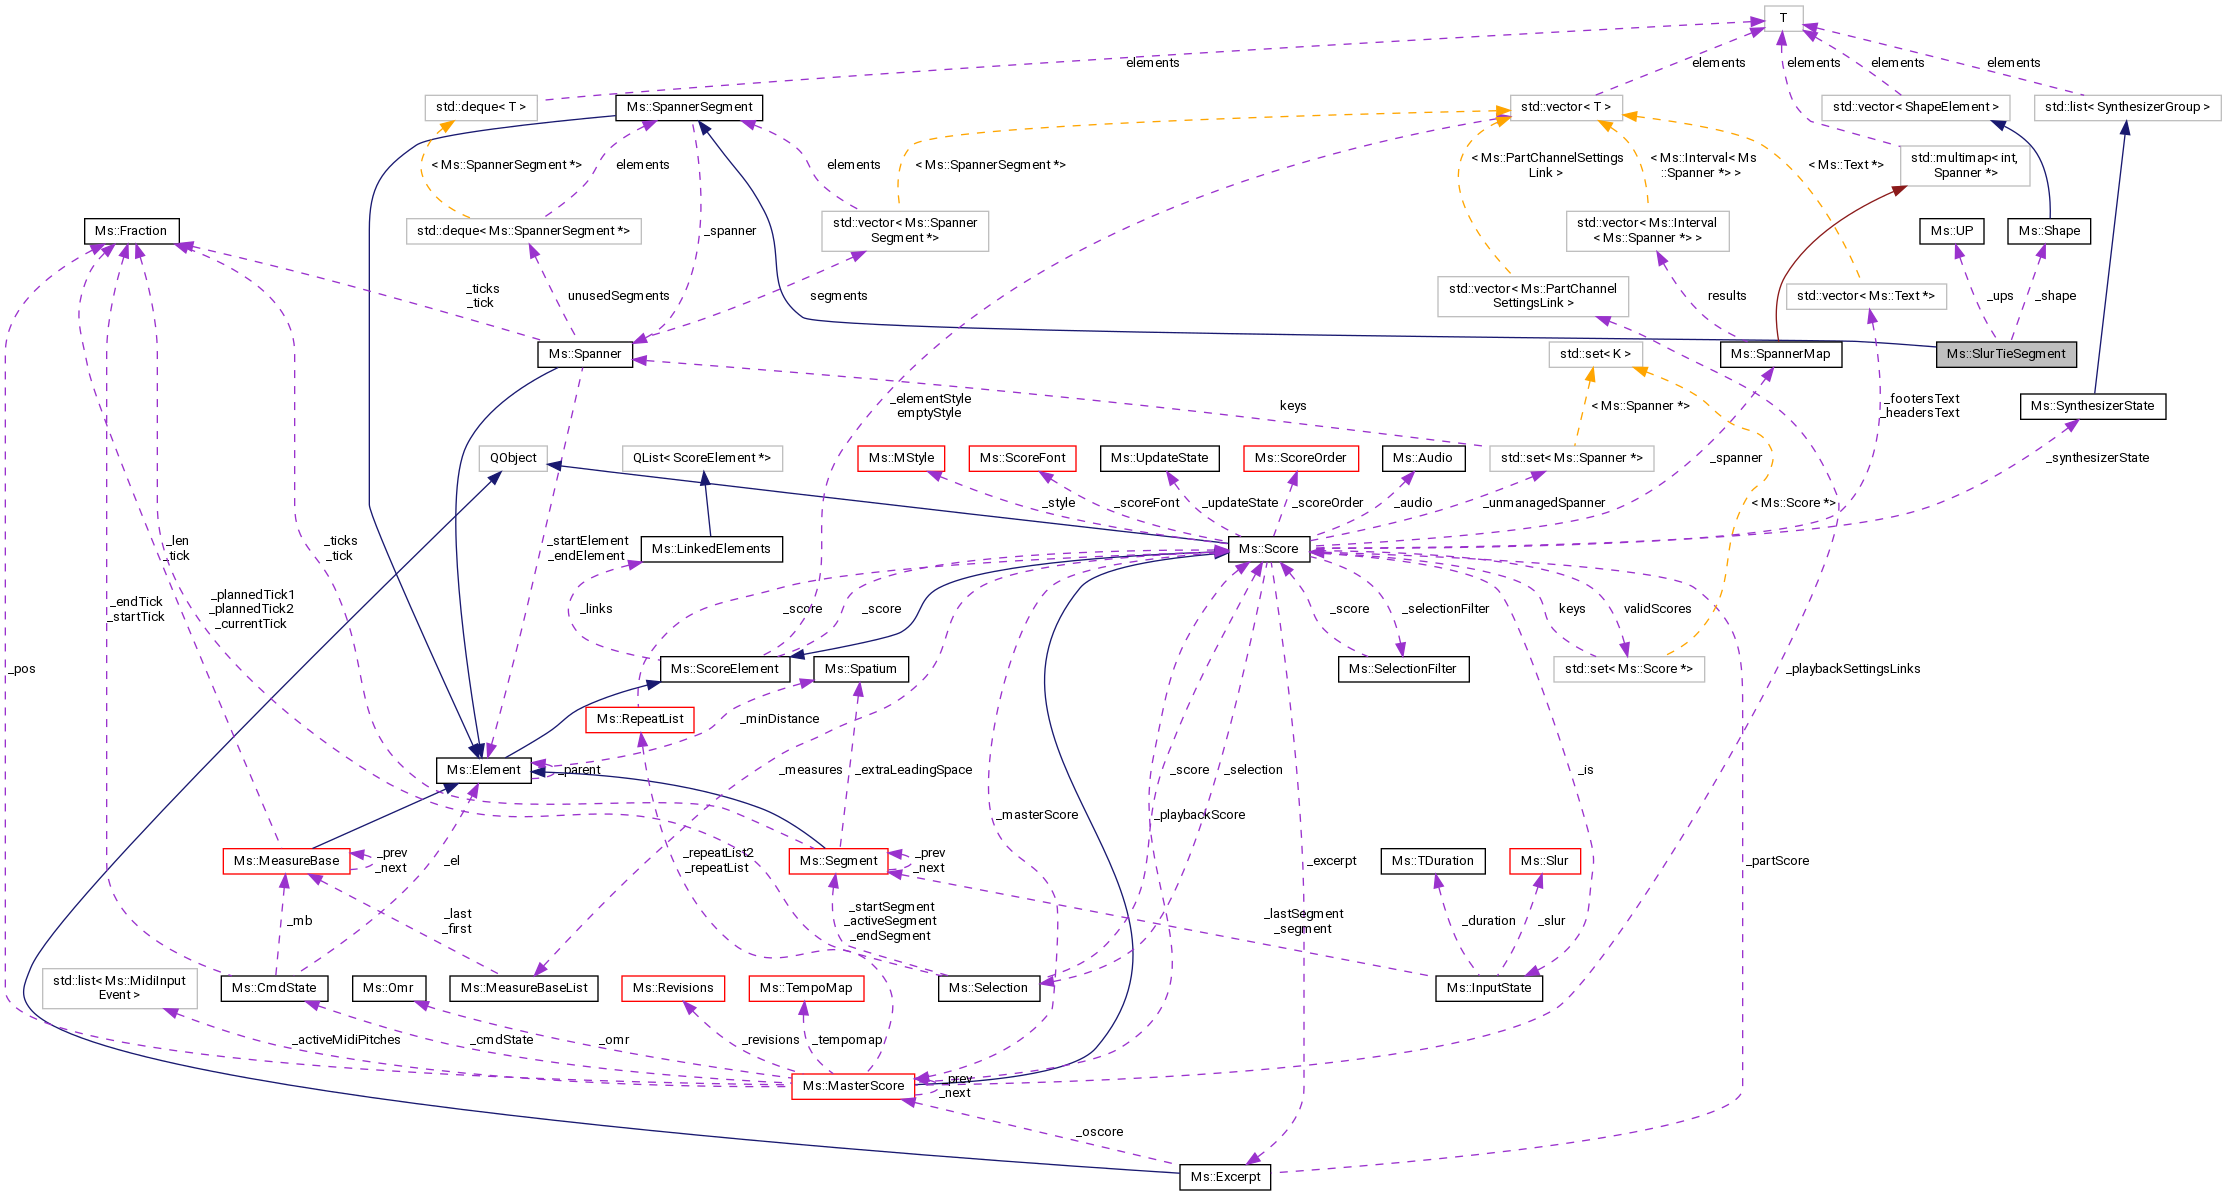 T
elements
elements
elements
elements
elements
std::deque< T >
Ms::SpannerSegment
std::vector< T >
std::vector< ShapeElement >
std::list< SynthesizerGroup >
< Ms::SpannerSegment *>
elements
elements
< Ms::SpannerSegment *>
< Ms::PartChannelSettings
Link >
< Ms::Interval< Ms
::Spanner *> >
< Ms::Text *>
std::multimap< int,
Spanner *>
Ms::Fraction
std::deque< Ms::SpannerSegment *>
_spanner
std::vector< Ms::Spanner
Segment *>
std::vector< Ms::Interval
< Ms::Spanner *> >
Ms::UP
Ms::Shape
_ticks
_tick
unusedSegments
segments
std::vector< Ms::PartChannel
SettingsLink >
results
std::vector< Ms::Text *>
_ups
_shape
Ms::Spanner
std::set< K >
Ms::SpannerMap
Ms::SlurTieSegment
_elementStyle
emptyStyle
keys
< Ms::Spanner *>
_footersText
_headersText
Ms::SynthesizerState
QObject
QList< ScoreElement *>
Ms::MStyle
Ms::ScoreFont
Ms::UpdateState
Ms::ScoreOrder
Ms::Audio
std::set< Ms::Spanner *>
_spanner
_synthesizerState
_style
_scoreFont
_updateState
_scoreOrder
_audio
_unmanagedSpanner
< Ms::Score *>
_len
_tick
_ticks
_tick
_startElement
_endElement
Ms::LinkedElements
Ms::Score
_endTick
_startTick
_plannedTick1
_plannedTick2
_currentTick
_links
_score
_score
_score
_selectionFilter
keys
validScores
_pos
Ms::ScoreElement
Ms::Spatium
Ms::SelectionFilter
std::set< Ms::Score *>
_playbackSettingsLinks
Ms::RepeatList
_minDistance
Ms::Element
_parent
_measures
_extraLeadingSpace
_score
_selection
_is
_masterScore
_playbackScore
Ms::MeasureBase
_prev
_next
_el
_repeatList2
_repeatList
Ms::Segment
_prev
_next
_excerpt
Ms::TDuration
Ms::Slur
_partScore
_mb
_last
_first
_startSegment
_activeSegment
_endSegment
_lastSegment
_segment
_duration
_slur
std::list< Ms::MidiInput
Event >
Ms::CmdState
Ms::Omr
Ms::MeasureBaseList
Ms::Revisions
Ms::TempoMap
Ms::Selection
Ms::InputState
_activeMidiPitches
_cmdState
_omr
_revisions
_tempomap
Ms::MasterScore
_prev
_next
_oscore
Ms::Excerpt